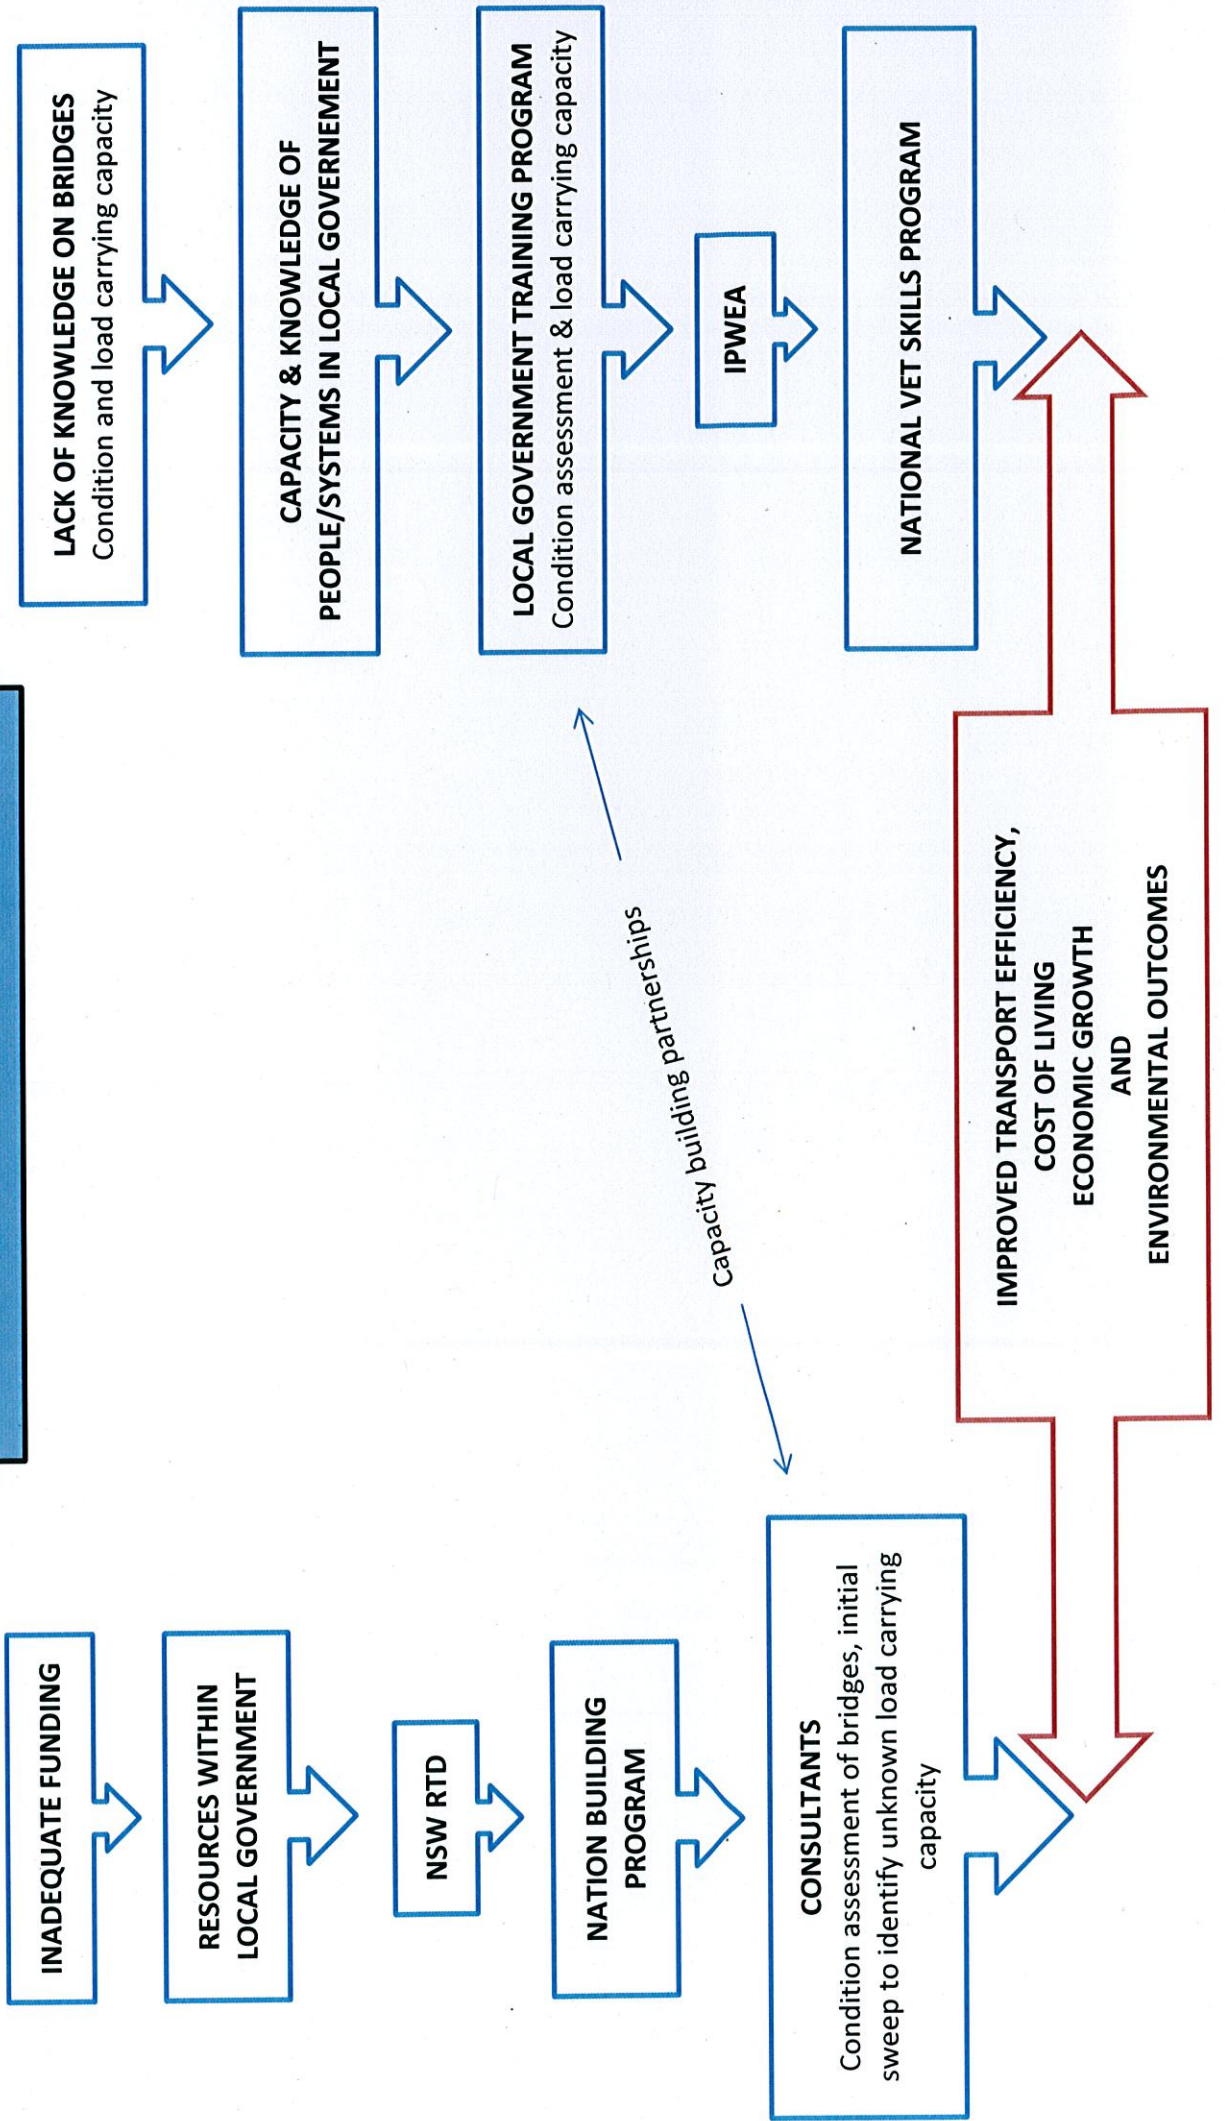 INADEQUATE FUNDING
RESOURCES WITHIN
LOCAL GOVERNMENT
NSW RTD
NATION BUILDING
PROGRAM
CONSULTANTS
Condition assessment of bridges, initial
sweep to identify unknown load carrying
capacity
Capacity building partnerships
LACK OF KNOWLEDGE ON BRIDGES
Condition and load carrying capacity
CAPACITY & KNOWLEDGE OF
PEOPLE/SYSTEMS IN LOCAL GOVERNEMENT
LOCAL GOVERNMENT TRAINING PROGRAM
Condition assessment & load carrying capacity
IPWEA
NATIONAL VET SKILLS PROGRAM
IMPROVED TRANSPORT EFFICIENCY,
COST OF LIVING
ECONOMIC GROWTH
AND
ENVIRONMENTAL OUTCOMES